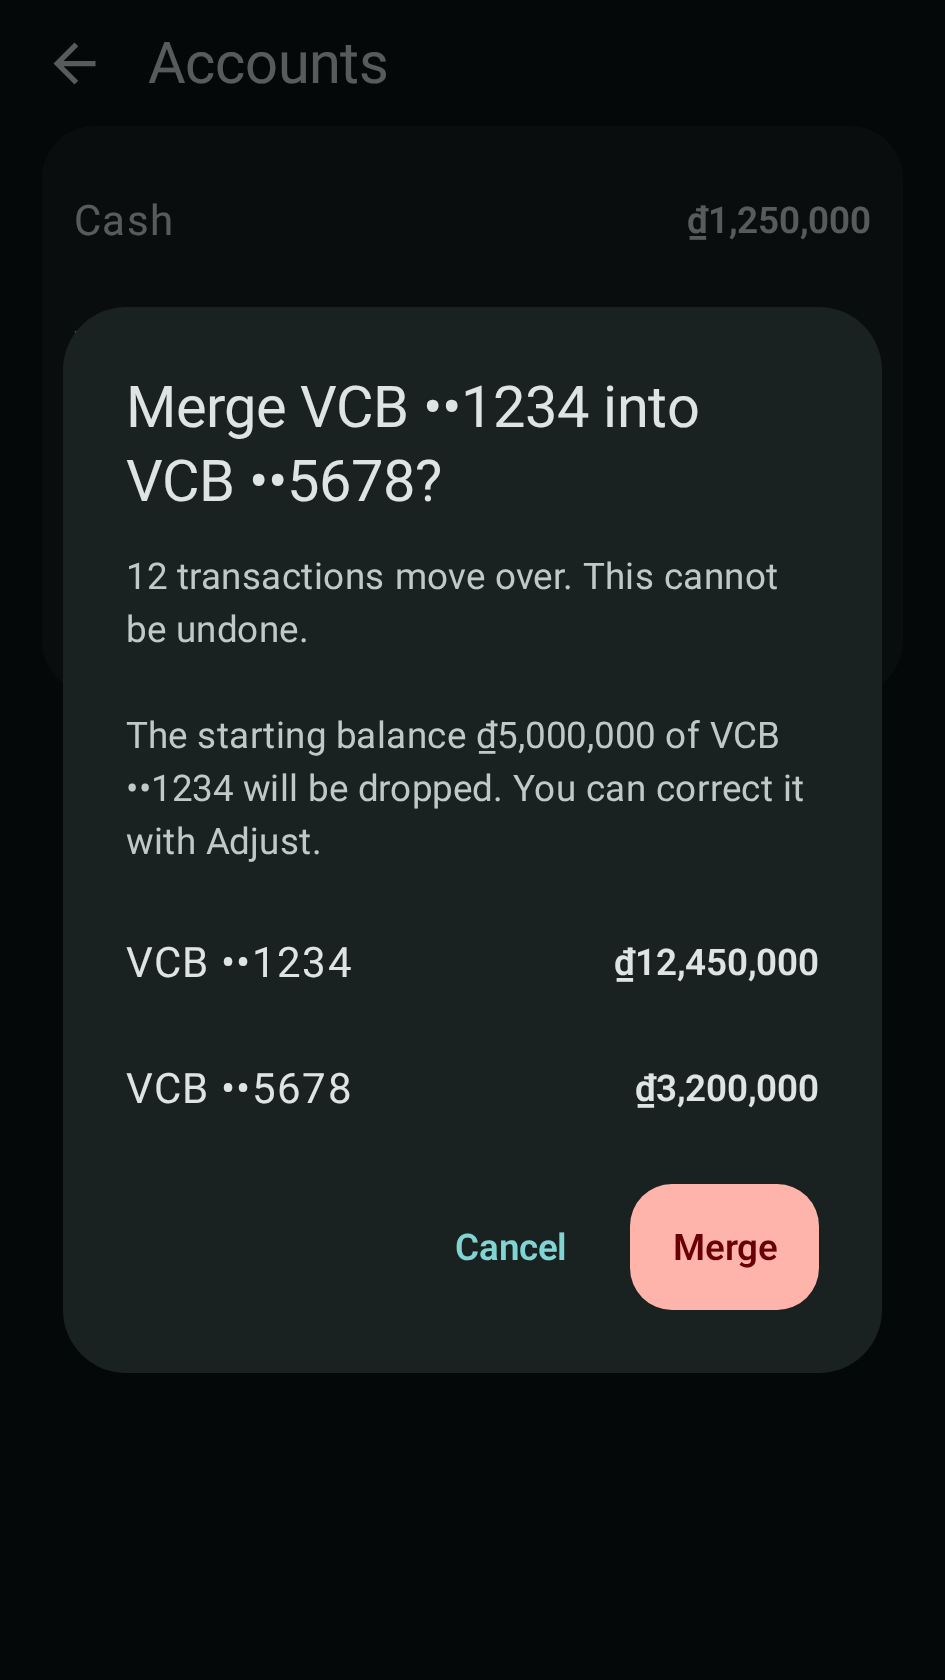 Accounts
Cash ₫1,250,000
Merge VCB ••1234 into
VCB ••5678?
12 transactions move over. This cannot
be undone.
The starting balance ₫5,000,000 of VCB
••1234 will be dropped. You can correct it
with Adjust.
VCB ••1234 ₫12,450,000
VCB ••5678 ₫3,200,000
Cancel Merge